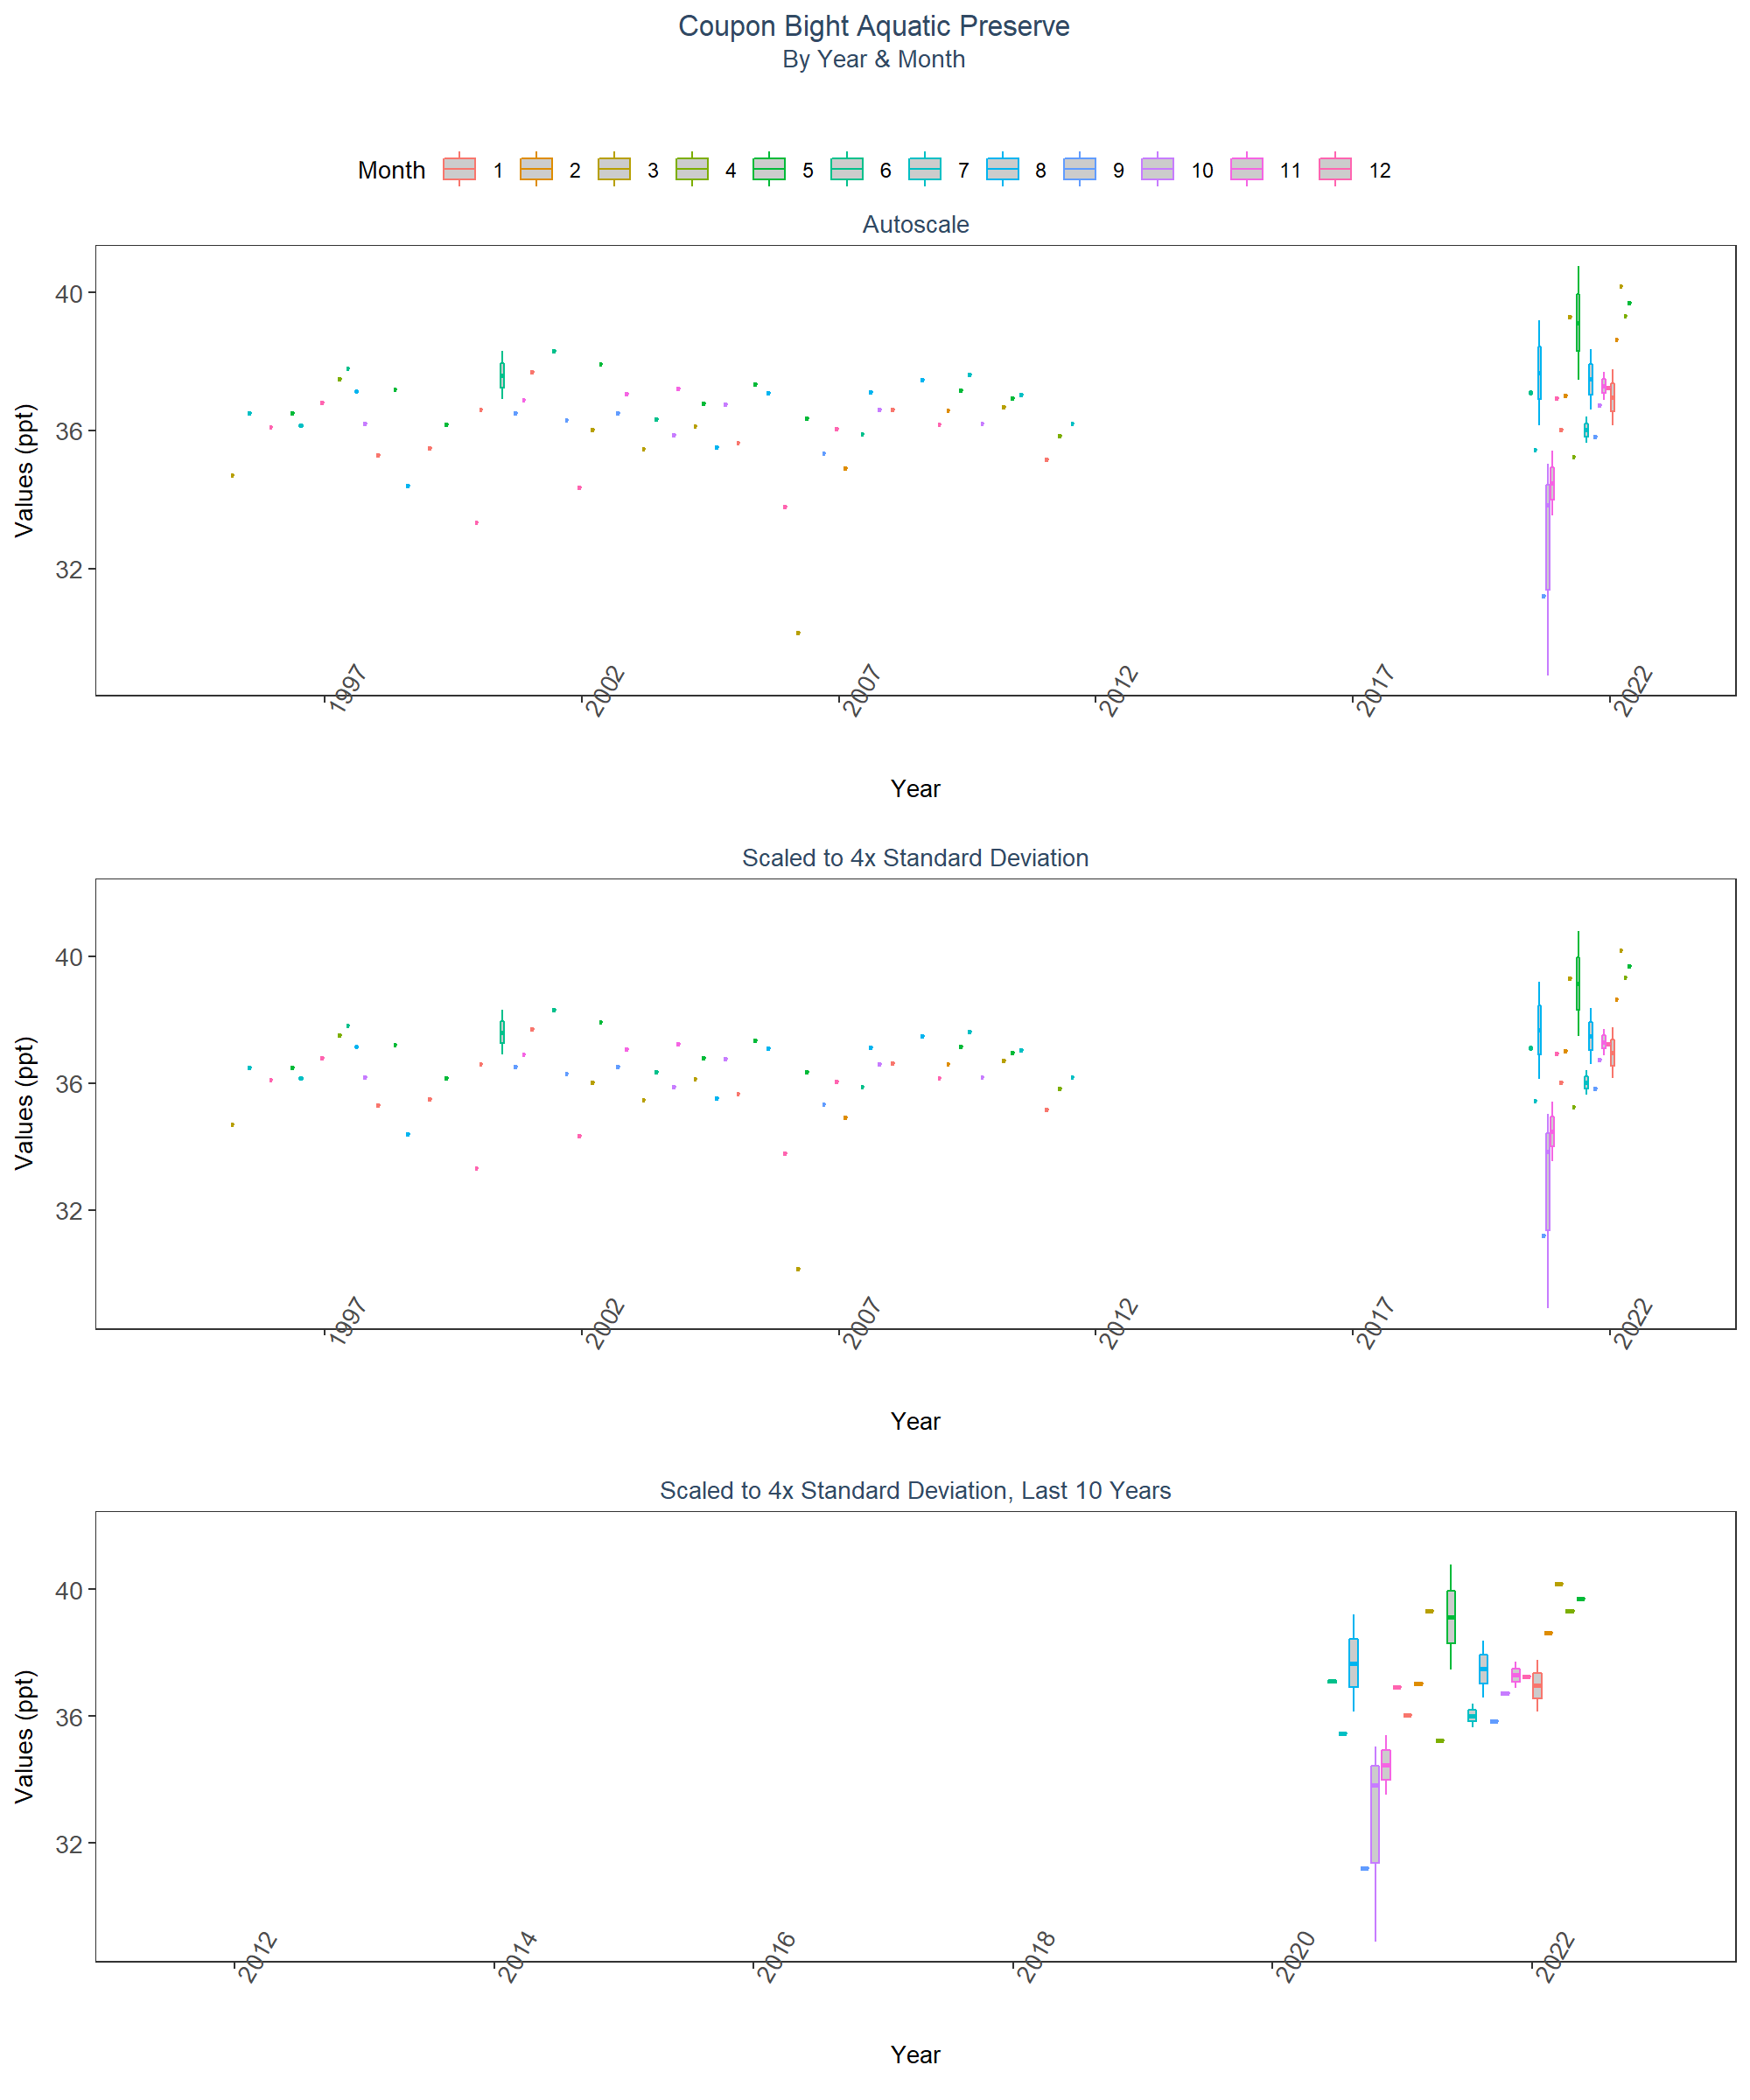 Coupon Bight Aquatic Preserve
By Year & Month
Month 1 2 3 4 5 6 7 8 9 10 11 12
Autoscale
Values (ppt)
40
36
32
1997 2002 2007 2012 2017 2022
Year
Scaled to 4x Standard Deviation
Values (ppt)
40
36
32
1997 2002 2007 2012 2017 2022
Year
Scaled to 4x Standard Deviation, Last 10 Years
Values (ppt)
40
36
32
2012 2014 2016 2018 2020 2022
Year